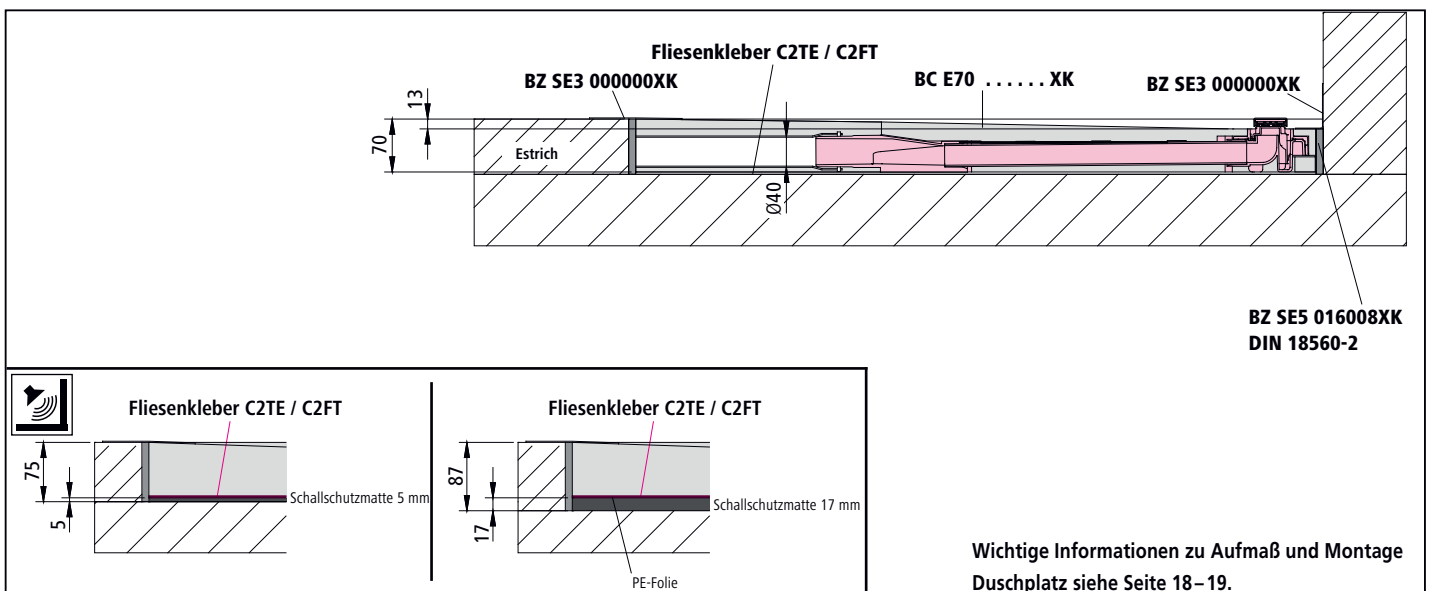 Fliesenkleber C2TE / C2FT
BZ SE3 000000XK
BC E70 . . . . . . XK
BZ SE3 000000XK
13
70
Estrich
Ø40
BZ SE5 016008XK
DIN 18560-2
Fliesenkleber C2TE / C2FT
75
5
Schallschutzmatte 5 mm
Fliesenkleber C2TE / C2FT
87
17
Schallschutzmatte 17 mm
PE-Folie
Wichtige Informationen zu Aufmaß und Montage
Duschplatz siehe Seite 18–19.